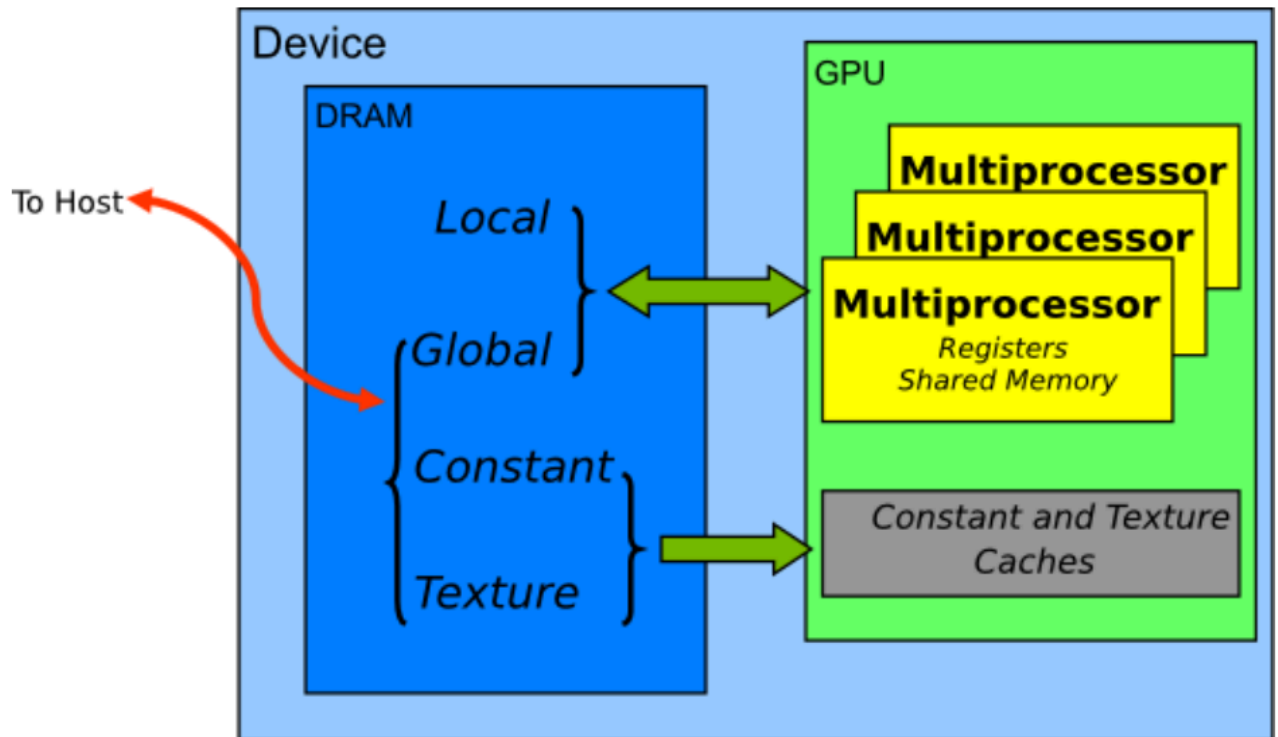 Device
DRAM
To Host
Local
Global
Constant
Texture
GPU
Multiprocessor
Multiprocessor
Multiprocessor
Registers
Shared Memory
Constant and Texture
Caches